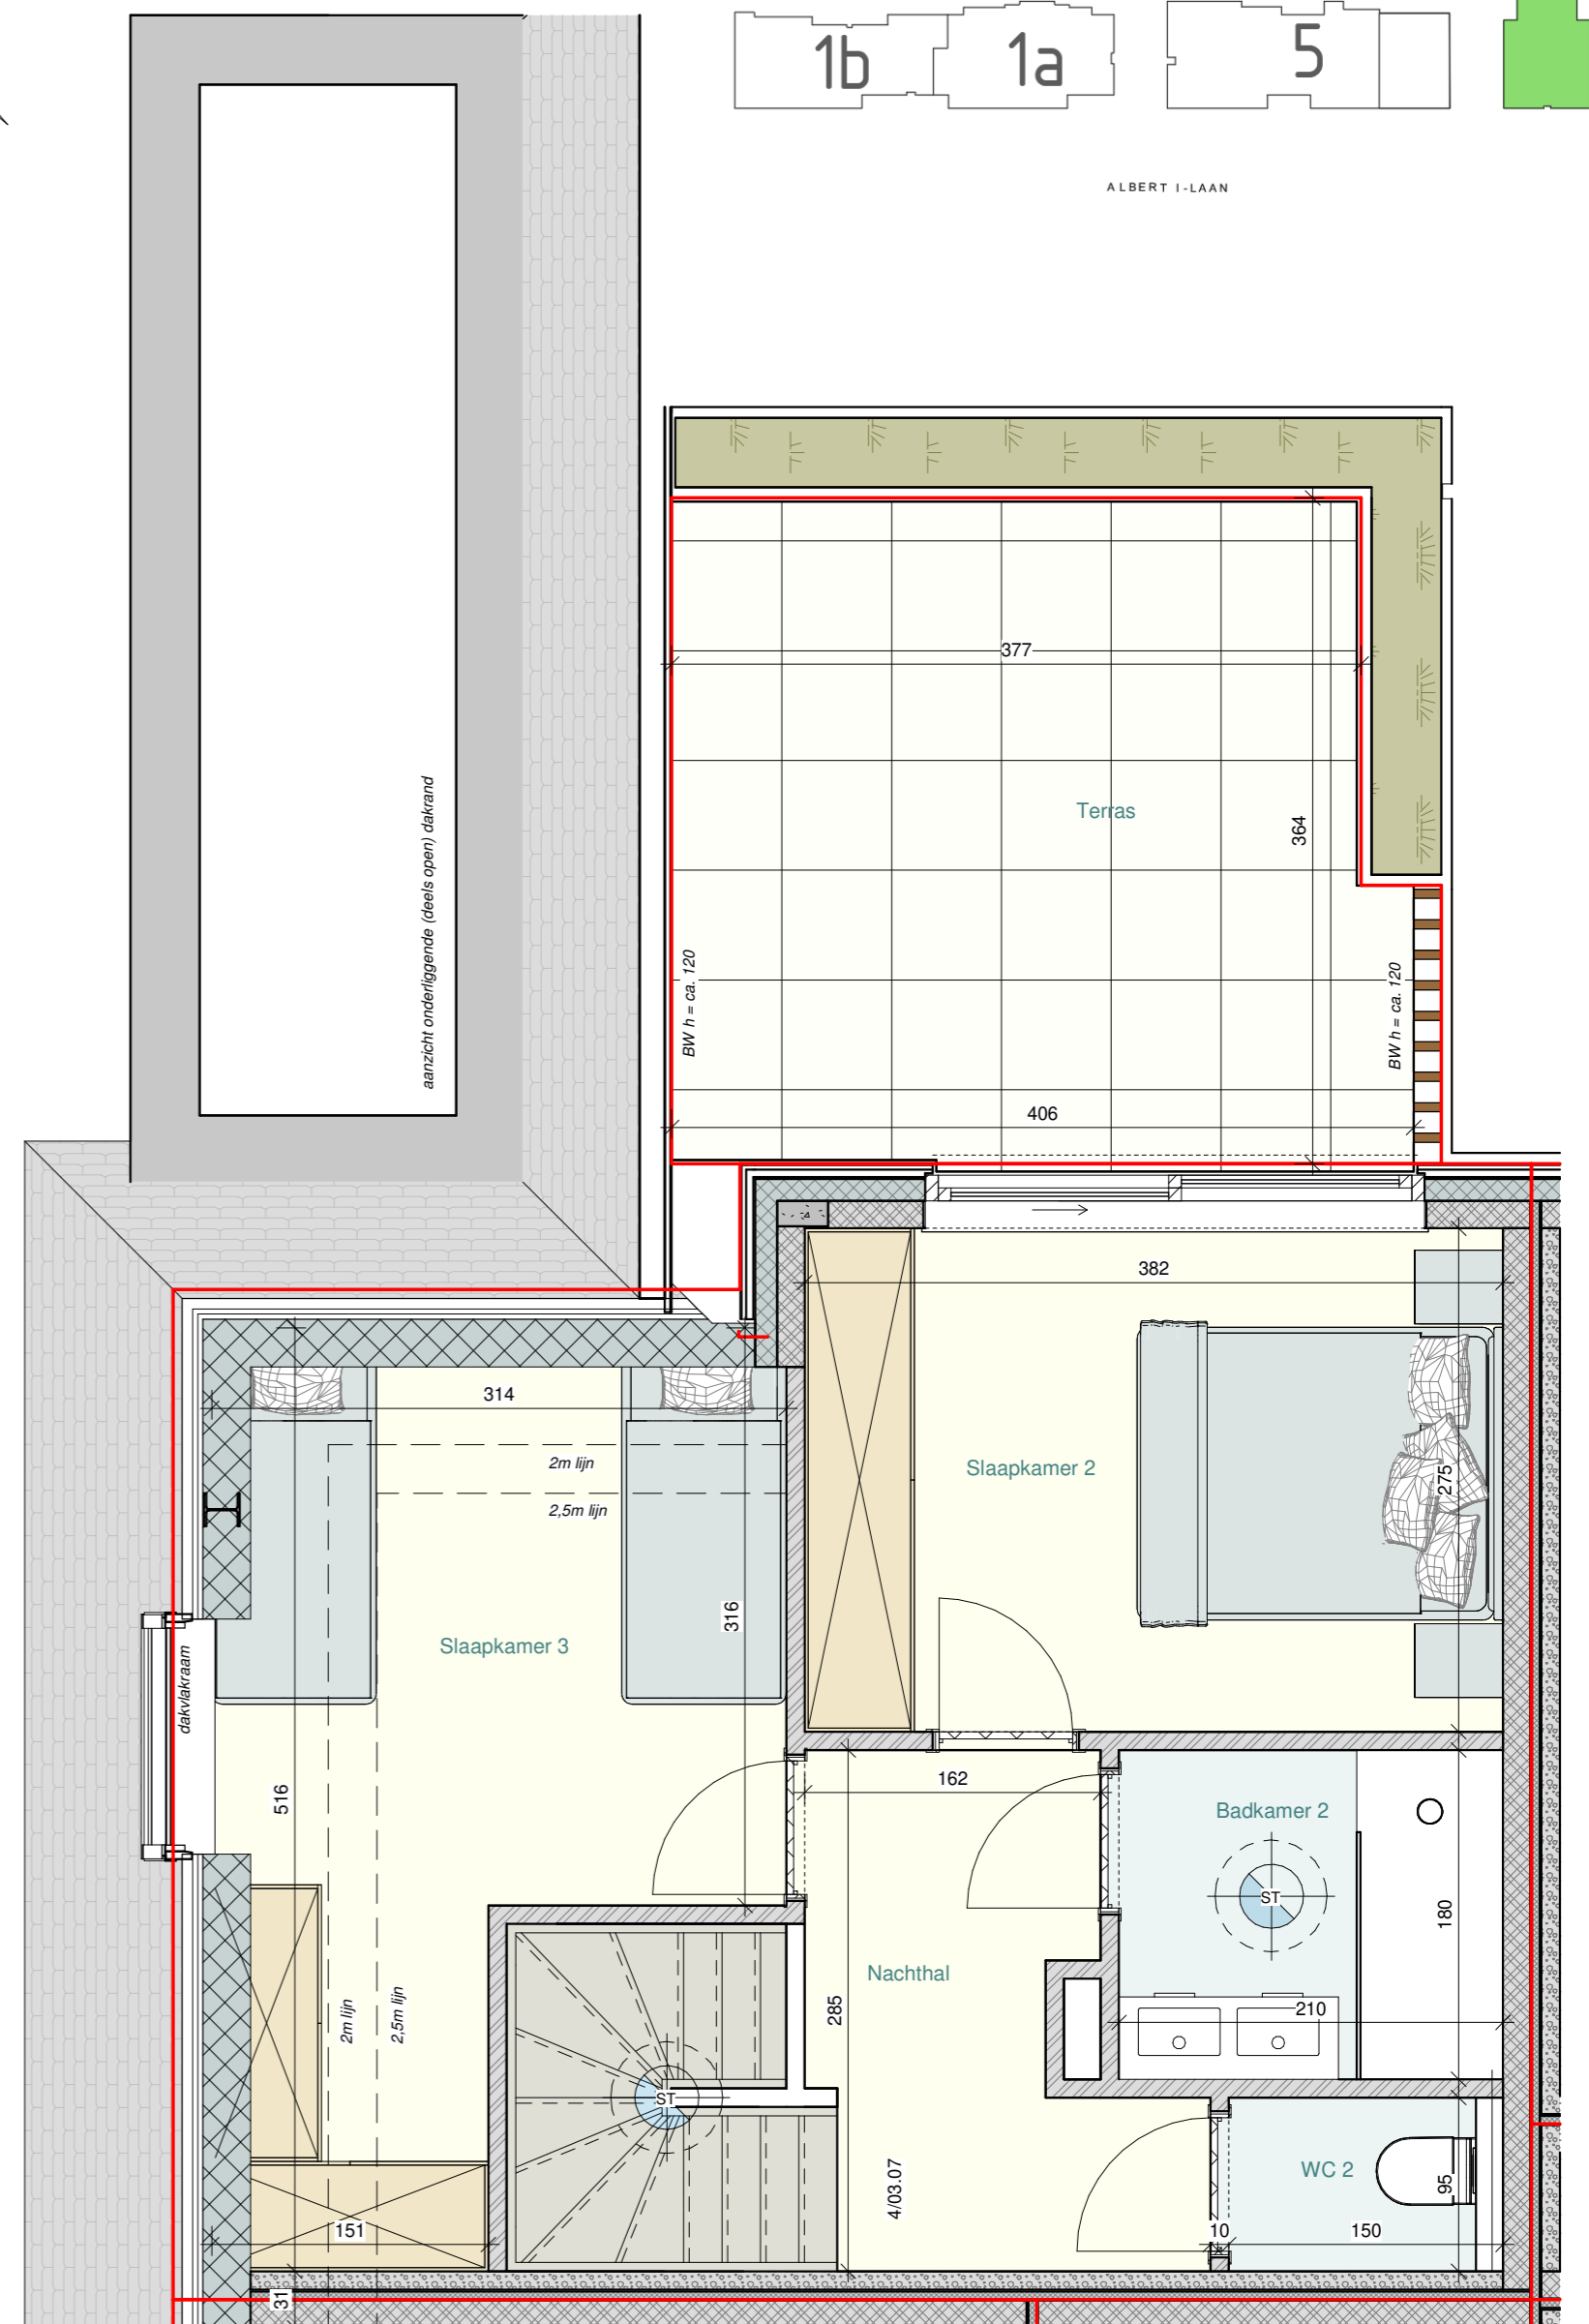 1b
1a
5
ALBERT I-LAAN
aanzicht onderliggende (deels open) dakrand
377
Terras
364
BW h = ca. 120
BW h = ca. 120
406
382
314
2m lijn
2,5m lijn
Slaapkamer 2
275
316
Slaapkamer 3
dakvlakraam
516
162
Badkamer 2
ST
180
Nachthal
285
210
2m lijn
2,5m lijn
ST
4/03.07
WC 2
95
151
10
150
31